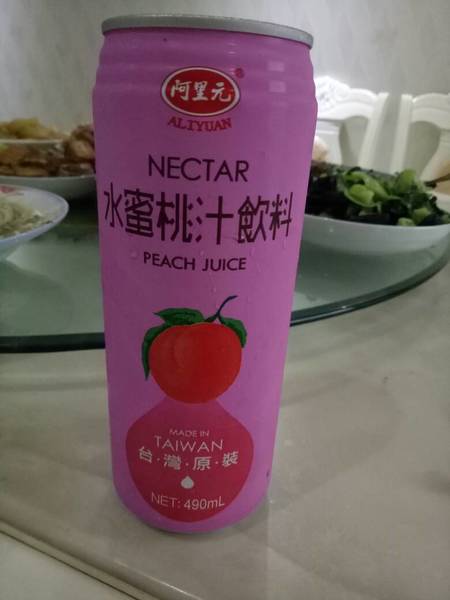 阿里元®
ALIYUAN
NECTAR
水蜜桃汁飲料
PEACH JUICE
MADE IN
TAIWAN
台·灣·原·裝
NET: 490mL